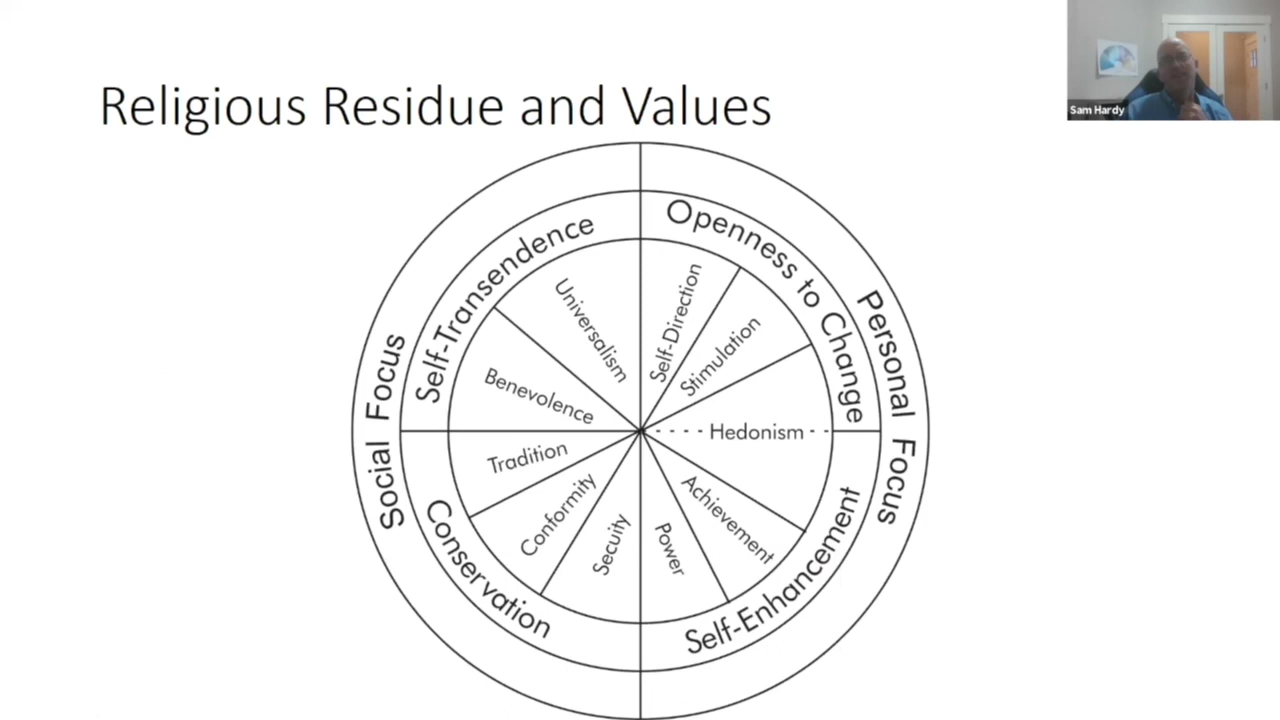 Religious Residue and Values
Sam Hardy
Self-Transendence
Openness to Change
Social Focus
Personal Focus
Universalism
Self-Direction
Stimulation
Benevolence
Hedonism
Tradition
Conformity
Secuity
Power
Achievement
Conservation
Self-Enhancement